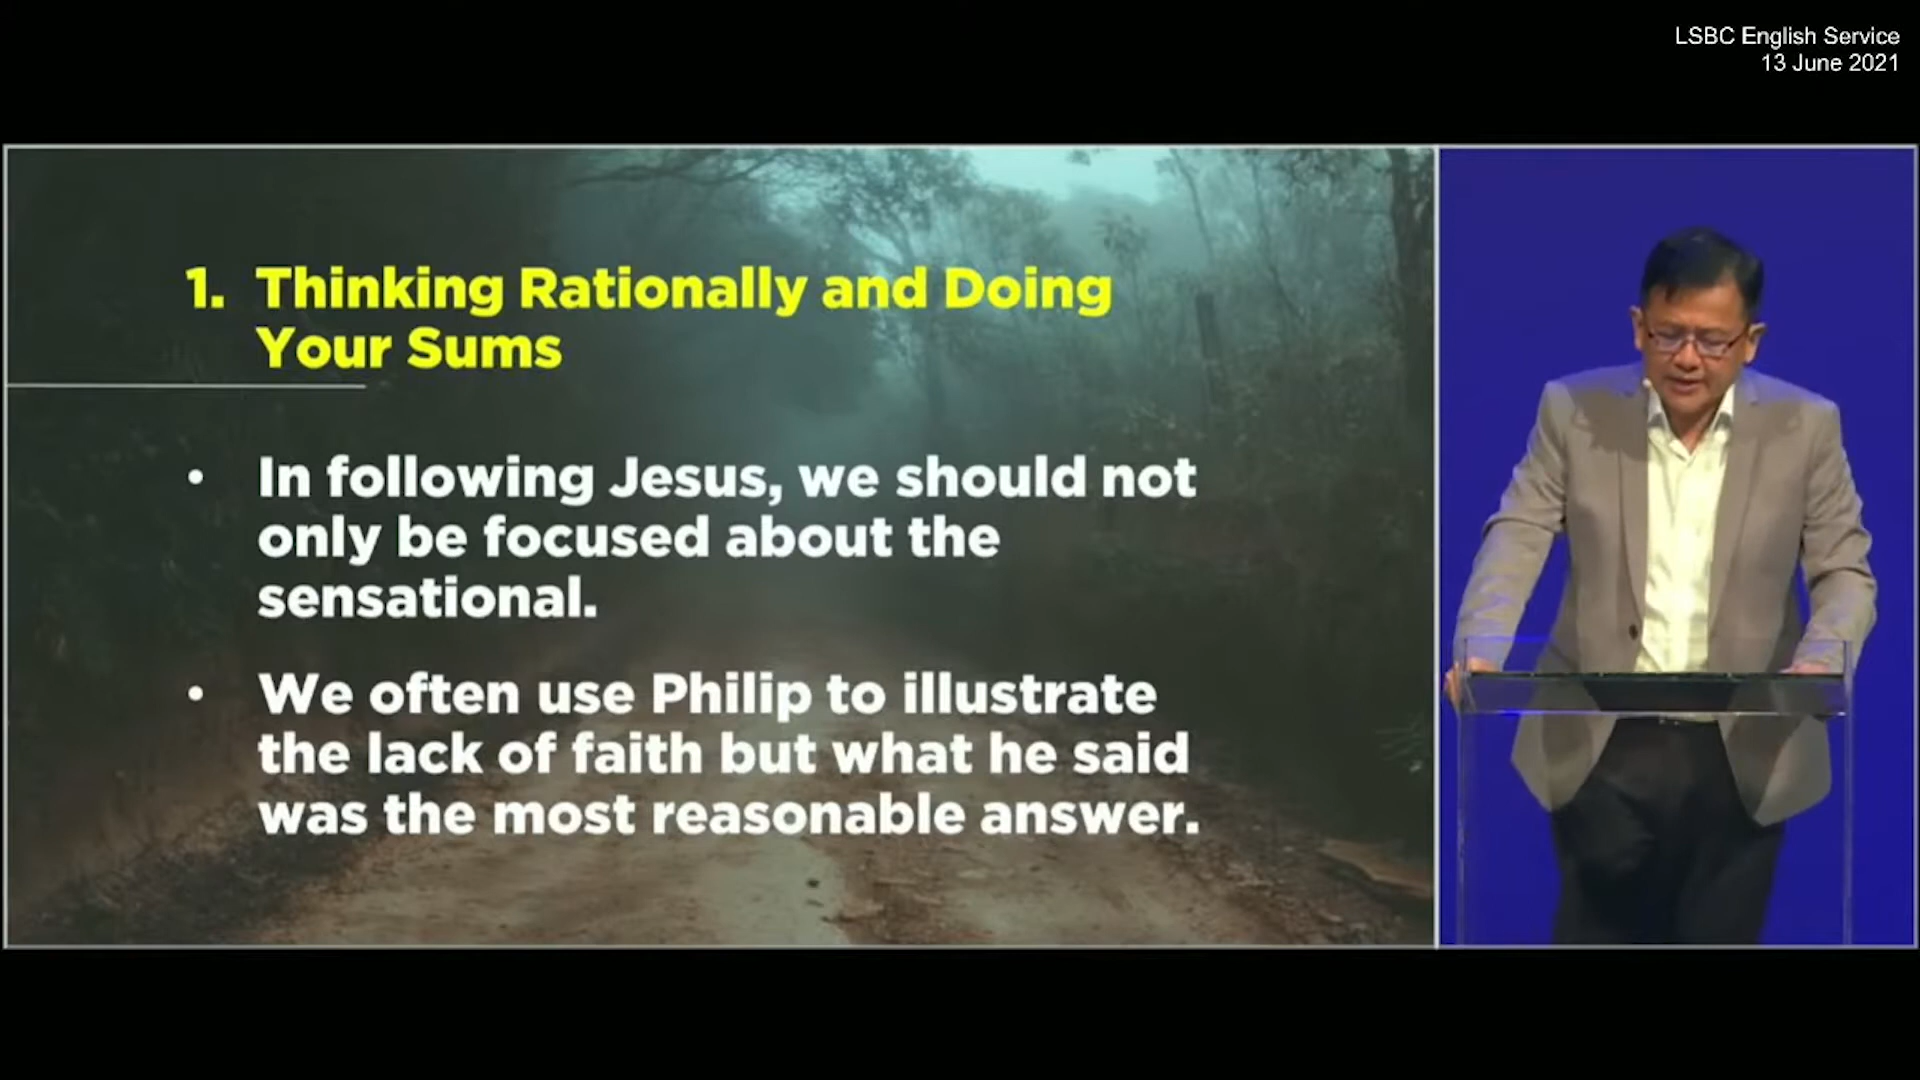 LSBC English Service
13 June 2021
1. Thinking Rationally and Doing
Your Sums
• In following Jesus, we should not
only be focused about the
sensational.
• We often use Philip to illustrate
the lack of faith but what he said
was the most reasonable answer.